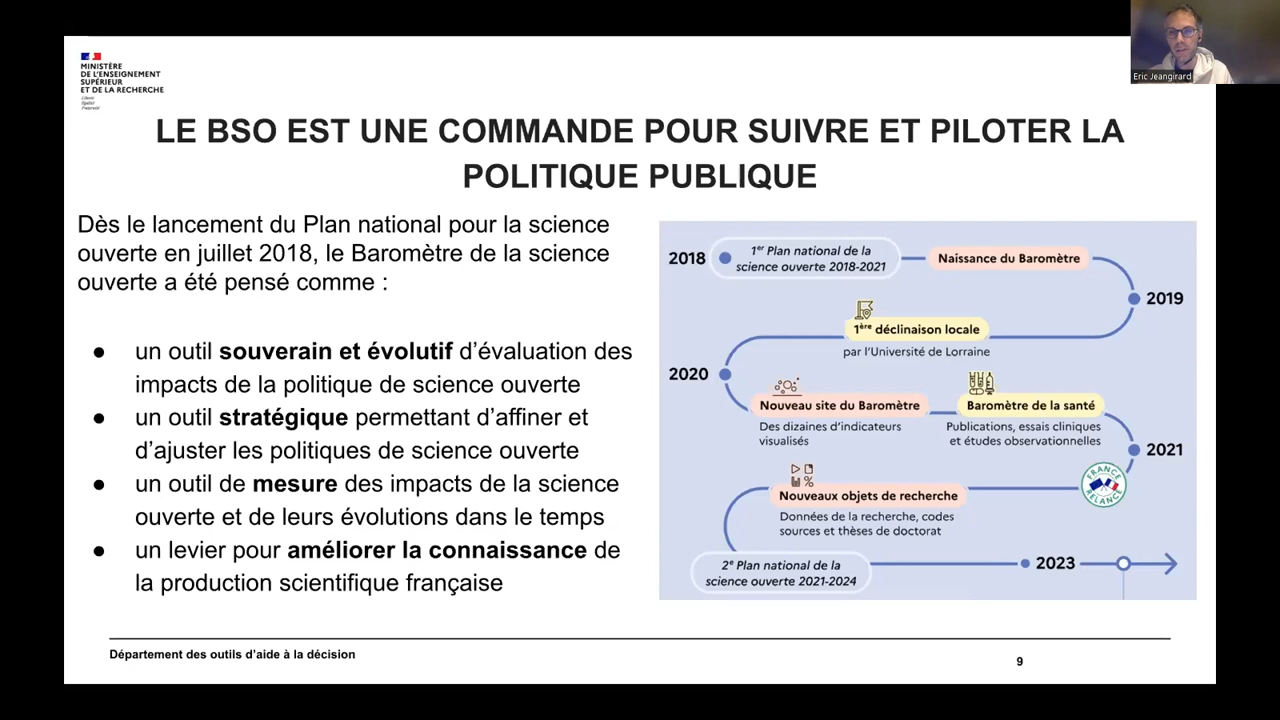 MINISTÈRE
DE L'ENSEIGNEMENT
SUPÉRIEUR
ET DE LA RECHERCHE
Liberté
Égalité
Fraternité
Eric Jeangirard
LE BSO EST UNE COMMANDE POUR SUIVRE ET PILOTER LA
POLITIQUE PUBLIQUE
Dès le lancement du Plan national pour la science
ouverte en juillet 2018, le Baromètre de la science
ouverte a été pensé comme :
● un outil souverain et évolutif d’évaluation des
impacts de la politique de science ouverte
● un outil stratégique permettant d’affiner et
d’ajuster les politiques de science ouverte
● un outil de mesure des impacts de la science
ouverte et de leurs évolutions dans le temps
● un levier pour améliorer la connaissance de
la production scientifique française
2018
1er Plan national de la
science ouverte 2018-2021
Naissance du Baromètre
2019
1ère déclinaison locale
par l'Université de Lorraine
2020
Nouveau site du Baromètre
Des dizaines d'indicateurs
visualisés
Baromètre de la santé
Publications, essais cliniques
et études observationnelles
2021
FRANCE
RELANCE
Nouveaux objets de recherche
Données de la recherche, codes
sources et thèses de doctorat
2e Plan national de la
science ouverte 2021-2024
2023
Département des outils d’aide à la décision
9